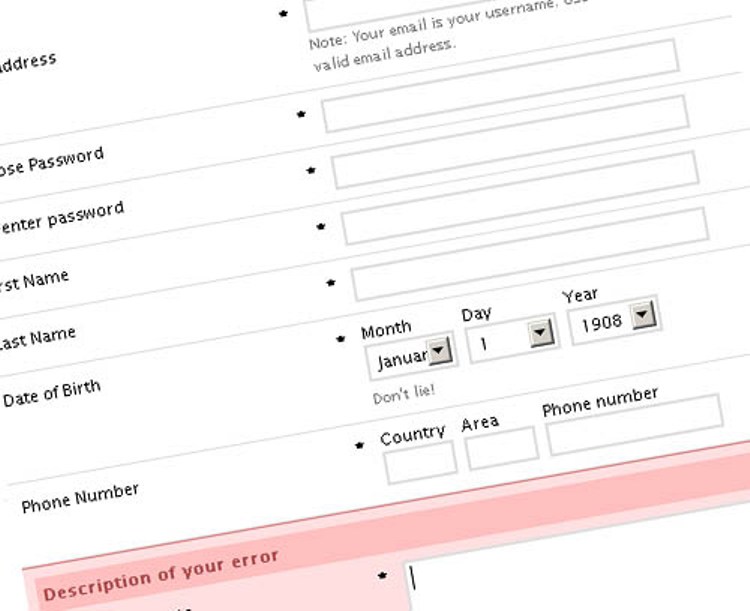 address
Note: Your email is your username.
valid email address.
ose Password
enter password
rst Name
Last Name
Date of Birth
Month Day Year
Januar 1 1908
Don't lie!
Phone Number
Country Area Phone number
Description of your error